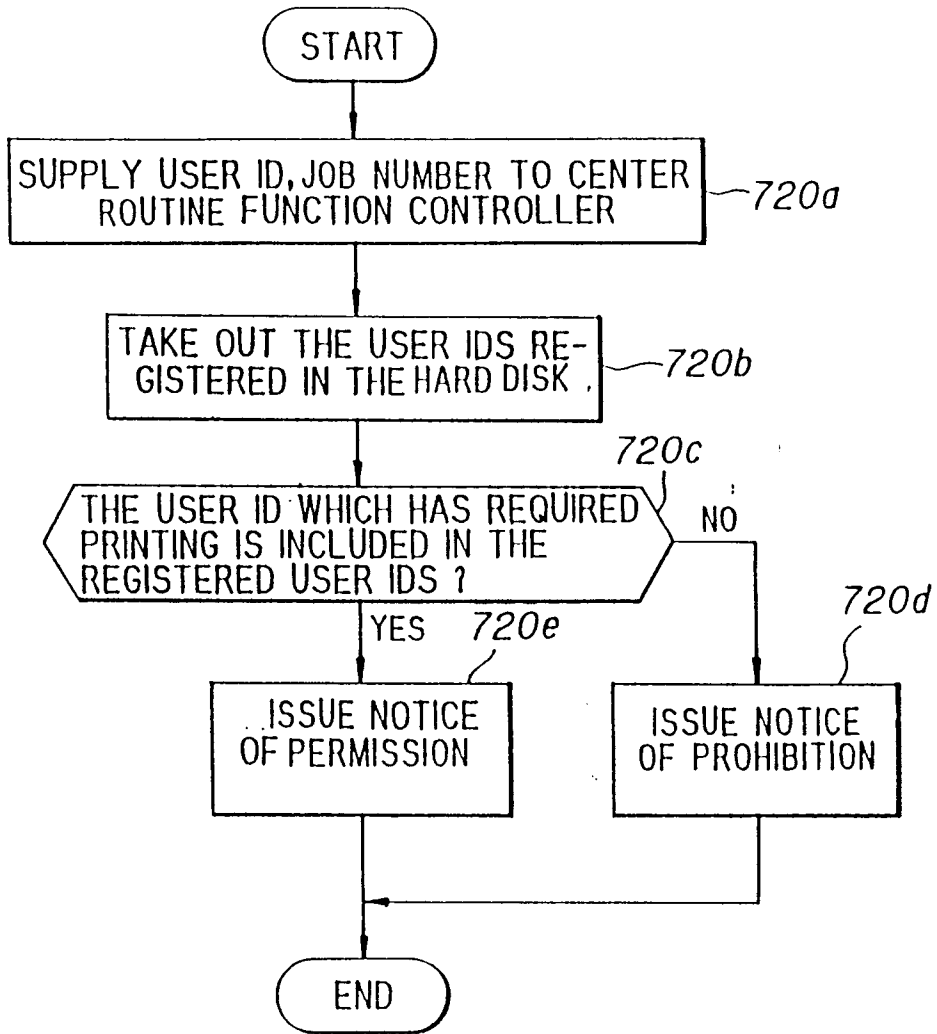 START
SUPPLY USER ID, JOB NUMBER TO CENTER
ROUTINE FUNCTION CONTROLLER
720a
TAKE OUT THE USER IDS RE-
GISTERED IN THE HARD DISK.
720b
720c
THE USER ID WHICH HAS REQUIRED
PRINTING IS INCLUDED IN THE
REGISTERED USER IDS ?
NO
YES
720e
720d
ISSUE NOTICE
OF PERMISSION
ISSUE NOTICE
OF PROHIBITION
END